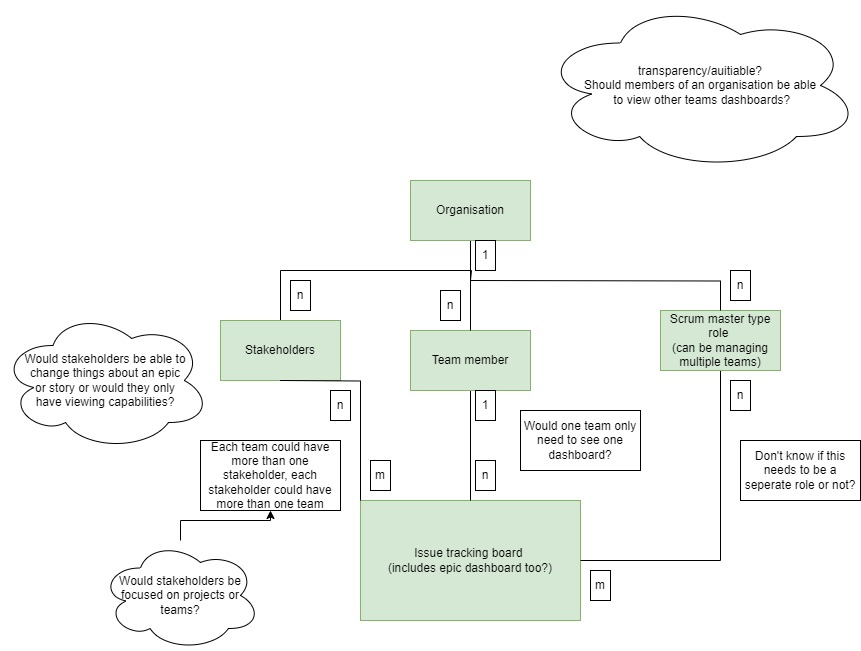 transparency/auitiable?
Should members of an organisation be able
to view other teams dashboards?
Organisation
1
n
n
n
Stakeholders
Team member
Scrum master type
role
(can be managing
multiple teams)
Would stakeholders be able to
change things about an epic
or story or would they only
have viewing capabilities?
n
1
n
Would one team only
need to see one
dashboard?
Each team could have
more than one
stakeholder, each
stakeholder could have
more than one team
m
n
Don't know if this
needs to be a
seperate role or not?
Issue tracking board
(includes epic dashboard too?)
m
Would stakeholders be
focused on projects or
teams?